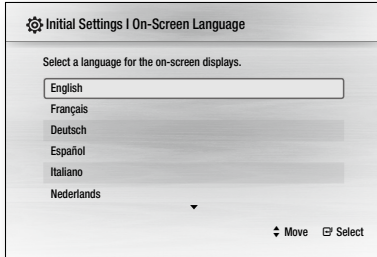 Initial Settings I On-Screen Language
Select a language for the on-screen displays.
English
Français
Deutsch
Español
Italiano
Nederlands
Move Select